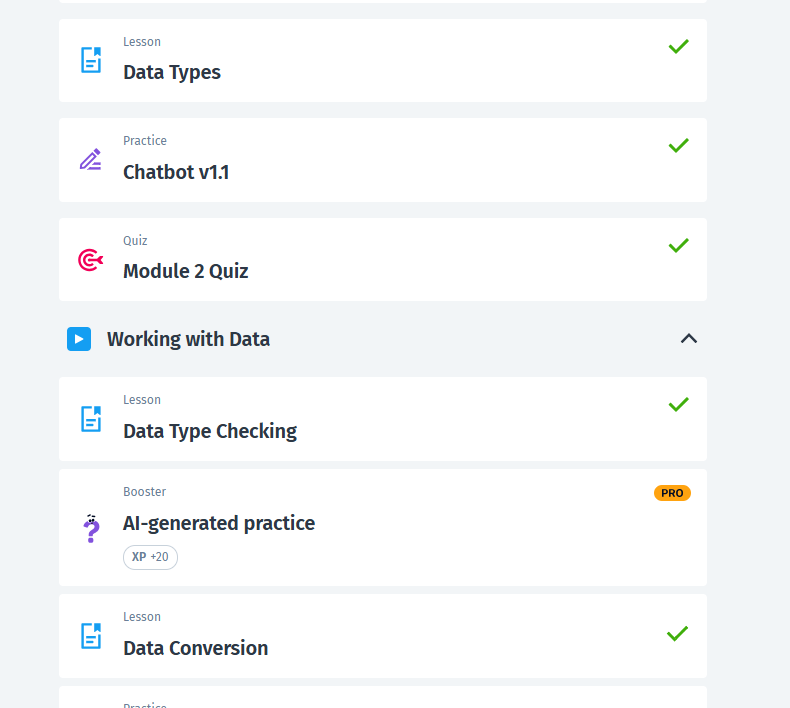 Lesson
Data Types
Practice
Chatbot v1.1
Quiz
Module 2 Quiz
Working with Data
Lesson
Data Type Checking
Booster
PRO
AI-generated practice
XP +20
Lesson
Data Conversion
Practice